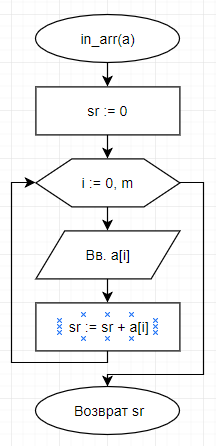 in_arr(a)
sr := 0
i := 0, m
Вв. a[i]
sr := sr + a[i]
Возврат sr